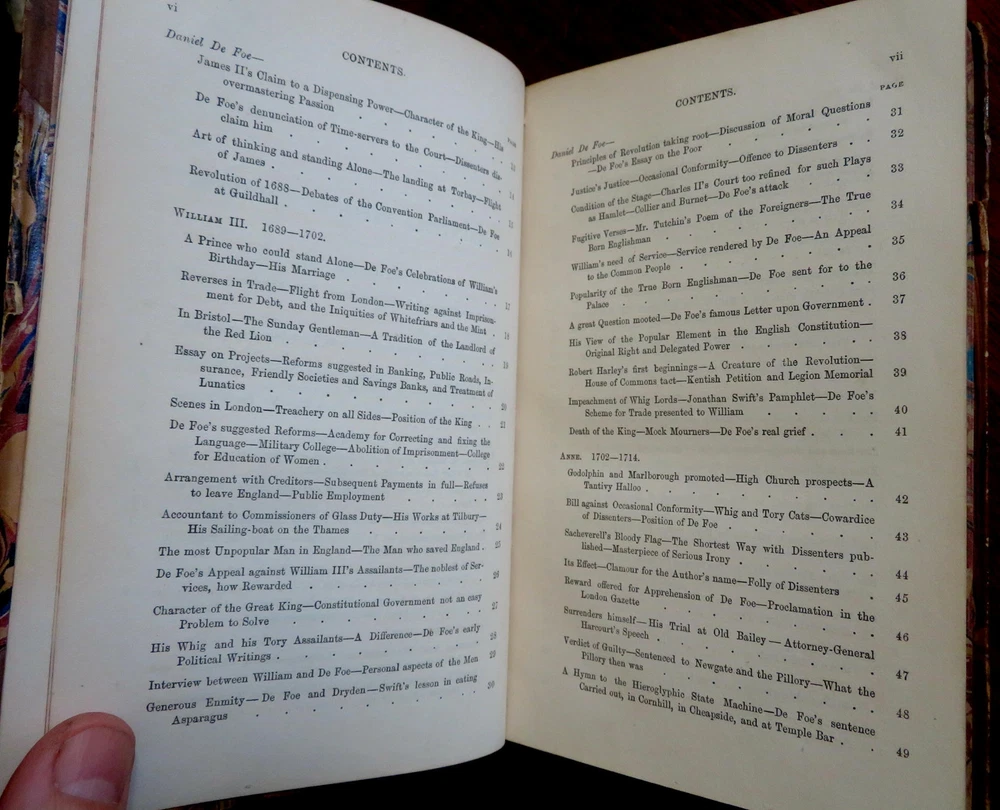 vi
CONTENTS.
Daniel De Foe—
PAGE
James II's Claim to a Dispensing Power—Character of the King—His
overmastering Passion . . . . . . 13
De Foe's denunciation of Time-servers to the Court—Dissenters dis-
claim him . . . . . . . . 14
Art of thinking and standing Alone—The landing at Torbay—Flight
of James . . . . . . . . 15
Revolution of 1688—Debates of the Convention Parliament—De Foe
at Guildhall . . . . . . . . 16
WILLIAM III. 1689—1702.
A Prince who could stand Alone—De Foe's Celebrations of William's
Birthday—His Marriage . . . . . . 17
Reverses in Trade—Flight from London—Writing against Imprison-
ment for Debt, and the Iniquities of Whitefriars and the Mint . 18
In Bristol—The Sunday Gentleman—A Tradition of the Landlord of
the Red Lion . . . . . . . . 19
Essay on Projects—Reforms suggested in Banking, Public Roads, In-
surance, Friendly Societies and Savings Banks, and Treatment of
Lunatics . . . . . . . . 20
Scenes in London—Treachery on all Sides—Position of the King . . 21
De Foe's suggested Reforms—Academy for Correcting and fixing the
Language—Military College—Abolition of Imprisonment—College
for Education of Women . . . . . . 22
Arrangement with Creditors—Subsequent Payments in full—Refuses
to leave England—Public Employment . . . . 23
Accountant to Commissioners of Glass Duty—His Works at Tilbury—
His Sailing-boat on the Thames . . . . . 24
The most Unpopular Man in England—The Man who saved England . 25
De Foe's Appeal against William III's Assailants—The noblest of Ser-
vices, how Rewarded . . . . . . 26
Character of the Great King—Constitutional Government not an easy
Problem to Solve . . . . . . . 27
His Whig and his Tory Assailants—A Difference—De Foe's early
Political Writings . . . . . . . 28
Interview between William and De Foe—Personal aspects of the Men 29
Generous Enmity—De Foe and Dryden—Swift's lesson in eating
Asparagus . . . . . . . . 30
vii
CONTENTS.
PAGE
Daniel De Foe—
Principles of Revolution taking root—Discussion of Moral Questions
—De Foe's Essay on the Poor . . . . . 31
Justice's Justice—Occasional Conformity—Offence to Dissenters . . 32
Condition of the Stage—Charles II's Court too refined for such Plays
as Hamlet—Collier and Burnet—De Foe's attack . . . 33
Fugitive Verses—Mr. Tutchin's Poem of the Foreigners—The True
Born Englishman . . . . . . . 34
William's need of Service—Service rendered by De Foe—An Appeal
to the Common People . . . . . . 35
Popularity of the True Born Englishman—De Foe sent for to the
Palace . . . . . . . . 36
A great Question mooted—De Foe's famous Letter upon Government . 37
His View of the Popular Element in the English Constitution—
Original Right and Delegated Power . . . . 38
Robert Harley's first beginnings—A Creature of the Revolution—
House of Commons tact—Kentish Petition and Legion Memorial 39
Impeachment of Whig Lords—Jonathan Swift's Pamphlet—De Foe's
Scheme for Trade presented to William . . . . 40
Death of the King—Mock Mourners—De Foe's real grief . . . 41
ANNE. 1702—1714.
Godolphin and Marlborough promoted—High Church prospects—A
Tantivy Halloo . . . . . . . 42
Bill against Occasional Conformity—Whig and Tory Cats—Cowardice
of Dissenters—Position of De Foe . . . . . 43
Sacheverell's Bloody Flag—The Shortest Way with Dissenters pub-
lished—Masterpiece of Serious Irony . . . . 44
Its Effect—Clamour for the Author's name—Folly of Dissenters . 45
Reward offered for Apprehension of De Foe—Proclamation in the
London Gazette . . . . . . . 46
Surrenders himself—His Trial at Old Bailey—Attorney-General
Harcourt's Speech . . . . . . . 47
Verdict of Guilty—Sentenced to Newgate and the Pillory—What the
Pillory then was . . . . . . . 48
A Hymn to the Hieroglyphic State Machine—De Foe's sentence
Carried out, in Cornhill, in Cheapside, and at Temple Bar . . 49